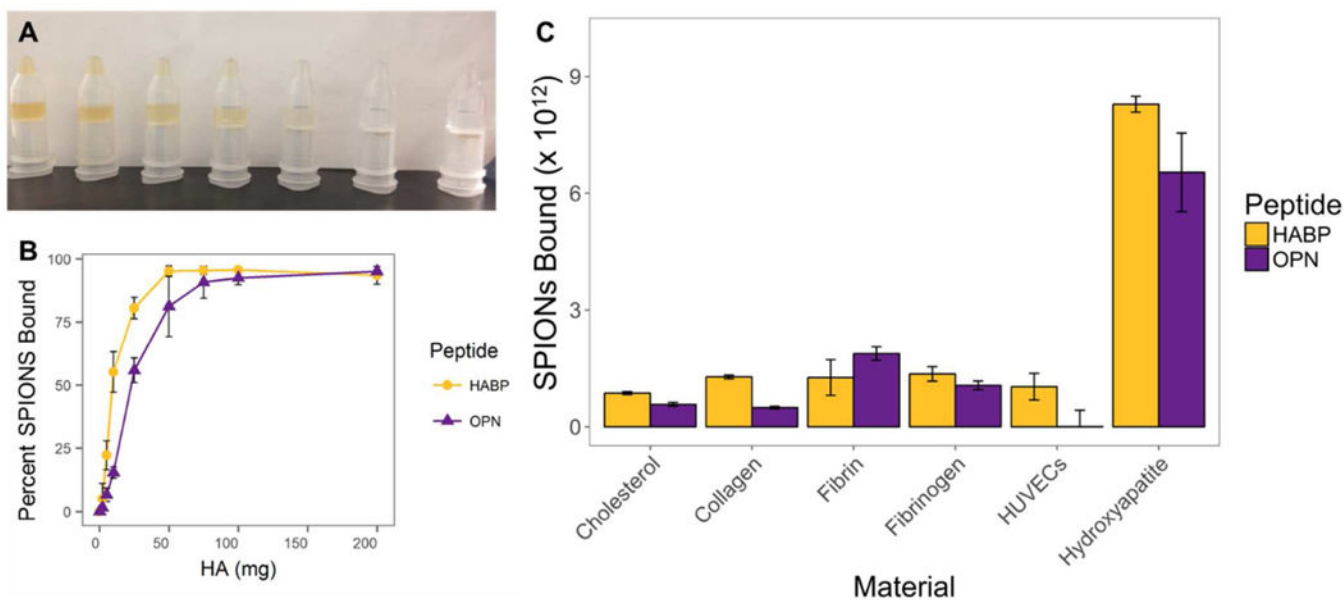 A
B
100
75
50
25
0
Percent SPIONS Bound
0
50
100
150
200
HA (mg)
Peptide
HABP
OPN
C
9
6
3
0
SPIONs Bound (x 10¹²)
Cholesterol
Collagen
Fibrin
Fibrinogen
HUVECs
Hydroxyapatite
Material
Peptide
HABP
OPN